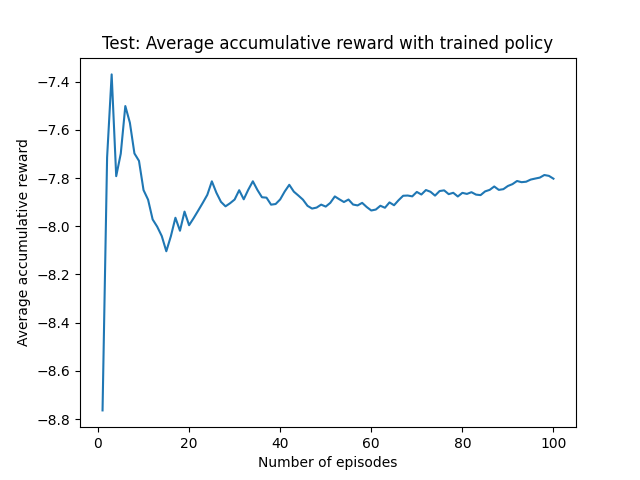 Test: Average accumulative reward with trained policy
−7.4
−7.6
−7.8
−8.0
−8.2
−8.4
−8.6
−8.8
Average accumulative reward
0 20 40 60 80 100
Number of episodes